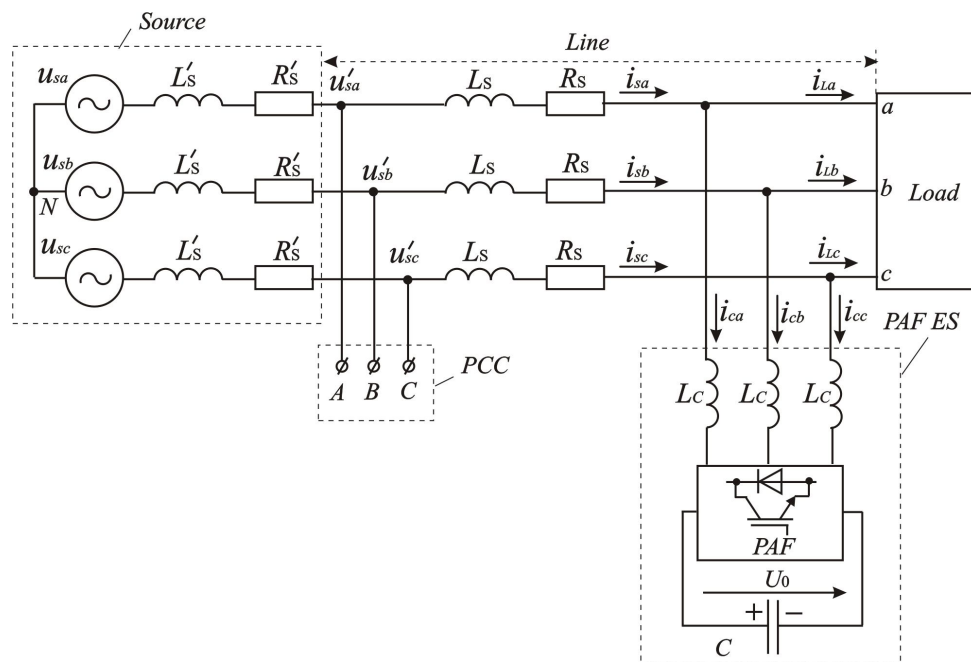 Source
Line
u_sa L'_S R'_S u'_sa L_S R_S i_sa i_La a
u_sb L'_S R'_S u'_sb L_S R_S i_sb i_Lb b Load
N
u_sc L'_S R'_S u'_sc L_S R_S i_sc i_Lc c
i_ca i_cb i_cc PAF ES
PCC
A B C
L_C L_C L_C
PAF
U_0
+ −
C